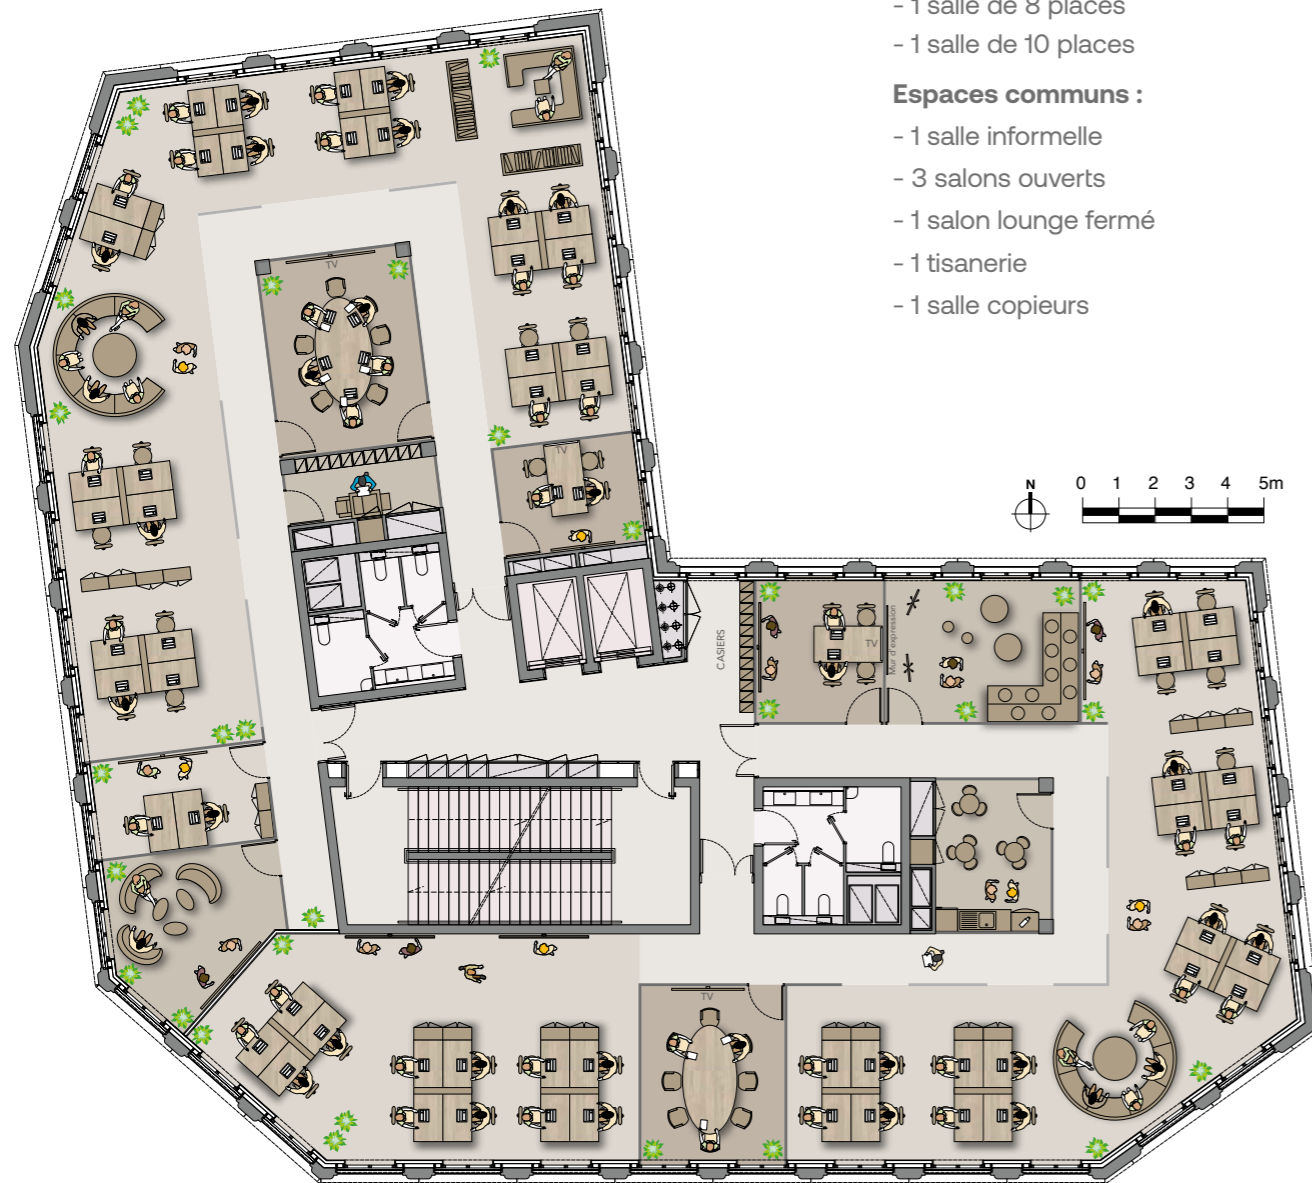 - 1 salle de 8 places
- 1 salle de 10 places
Espaces communs :
- 1 salle informelle
- 3 salons ouverts
- 1 salon lounge fermé
- 1 tisanerie
- 1 salle copieurs
N
0 1 2 3 4 5m
TV
TV
CASIERS
Mur d'expression
TV
TV